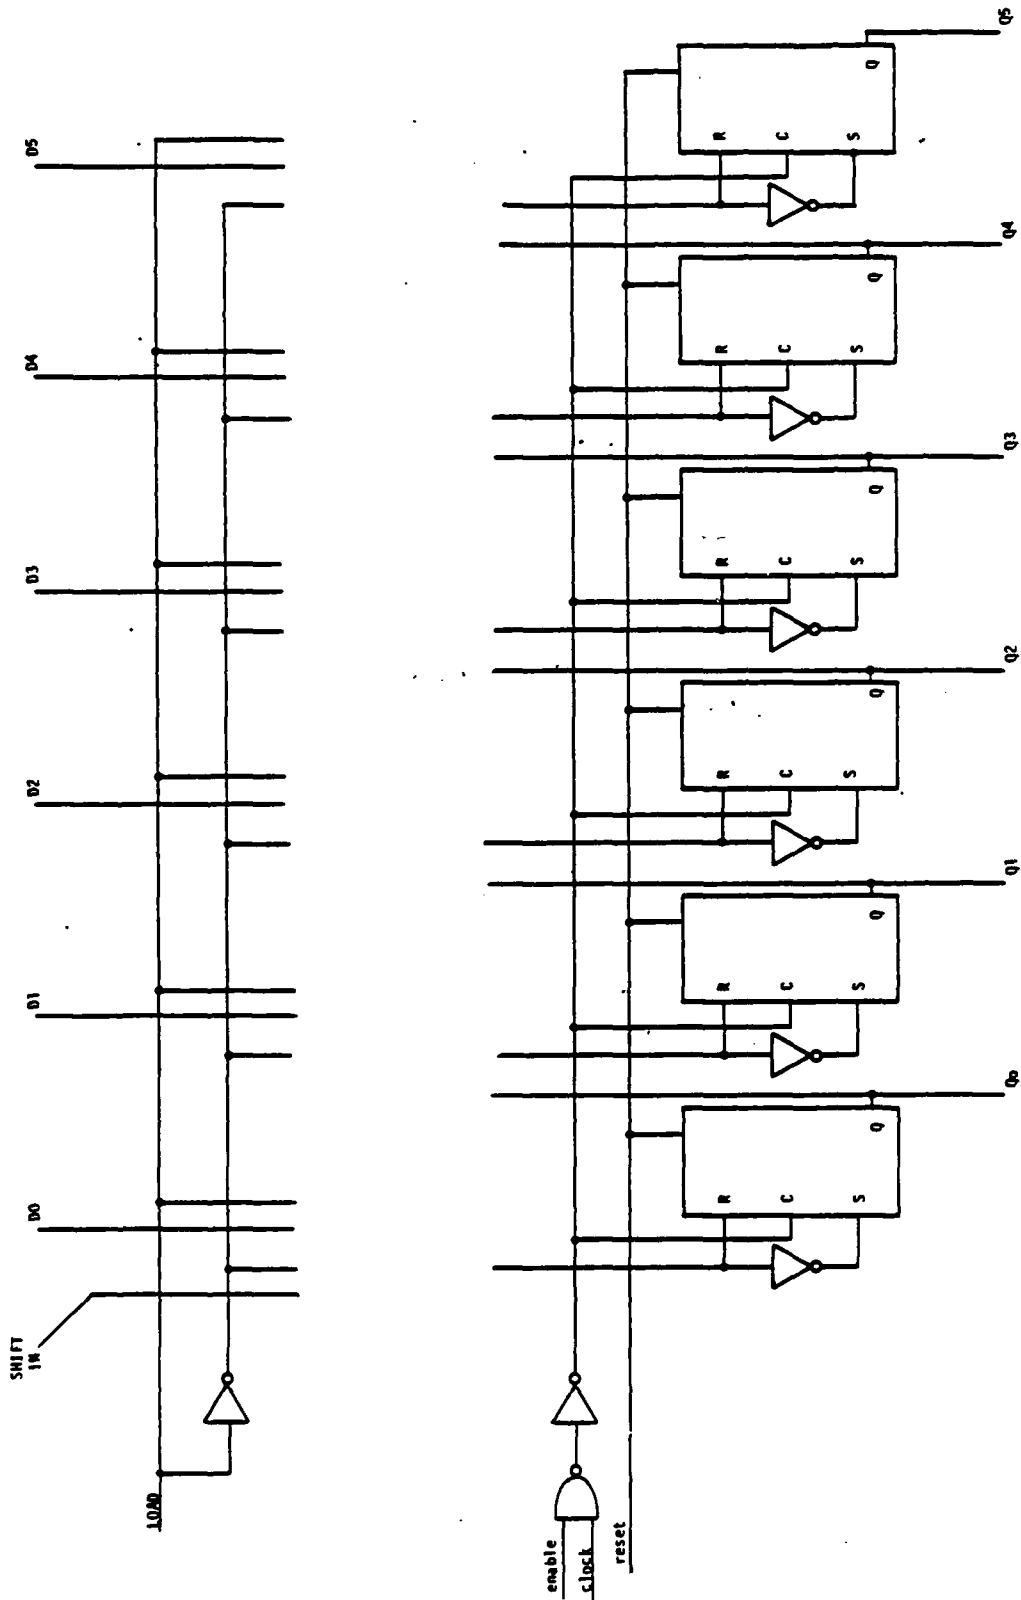 SHIFT
IN
D0
D1
D2
D3
D4
D5
LOAD
enable
clock
reset
R
C
S
Q
Q0
R
C
S
Q
Q1
R
C
S
Q
Q2
R
C
S
Q
Q3
R
C
S
Q
Q4
R
C
S
Q
Q5